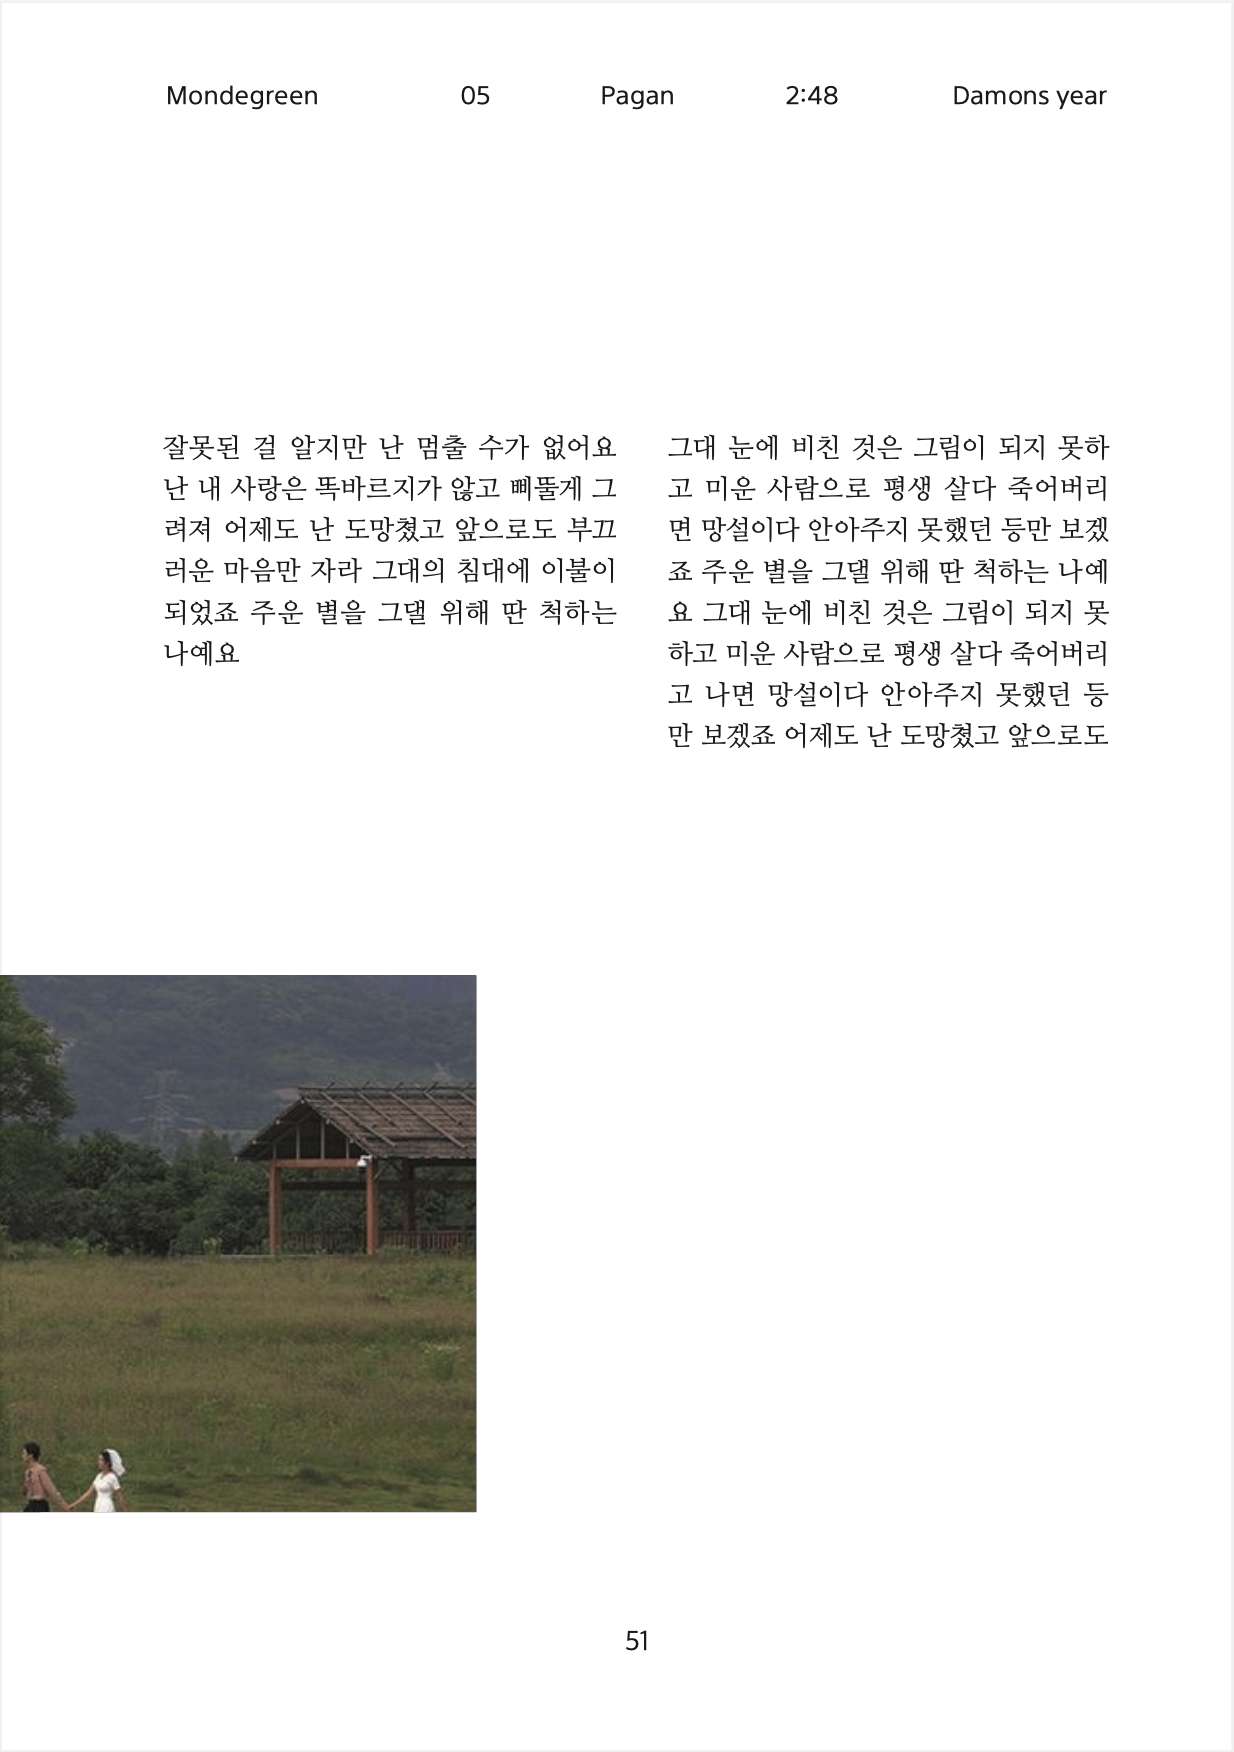 Mondegreen 05 Pagan 2:48 Damons year
잘못된 걸 알지만 난 멈출 수가 없어요
난 내 사랑은 똑바르지가 않고 삐뚤게 그
려져 어제도 난 도망쳤고 앞으로도 부끄
러운 마음만 자라 그대의 침대에 이불이
되었죠 주운 별을 그댈 위해 딴 척하는
나예요
그대 눈에 비친 것은 그림이 되지 못하
고 미운 사람으로 평생 살다 죽어버리
면 망설이다 안아주지 못했던 등만 보겠
죠 주운 별을 그댈 위해 딴 척하는 나예
요 그대 눈에 비친 것은 그림이 되지 못
하고 미운 사람으로 평생 살다 죽어버리
고 나면 망설이다 안아주지 못했던 등
만 보겠죠 어제도 난 도망쳤고 앞으로도
51